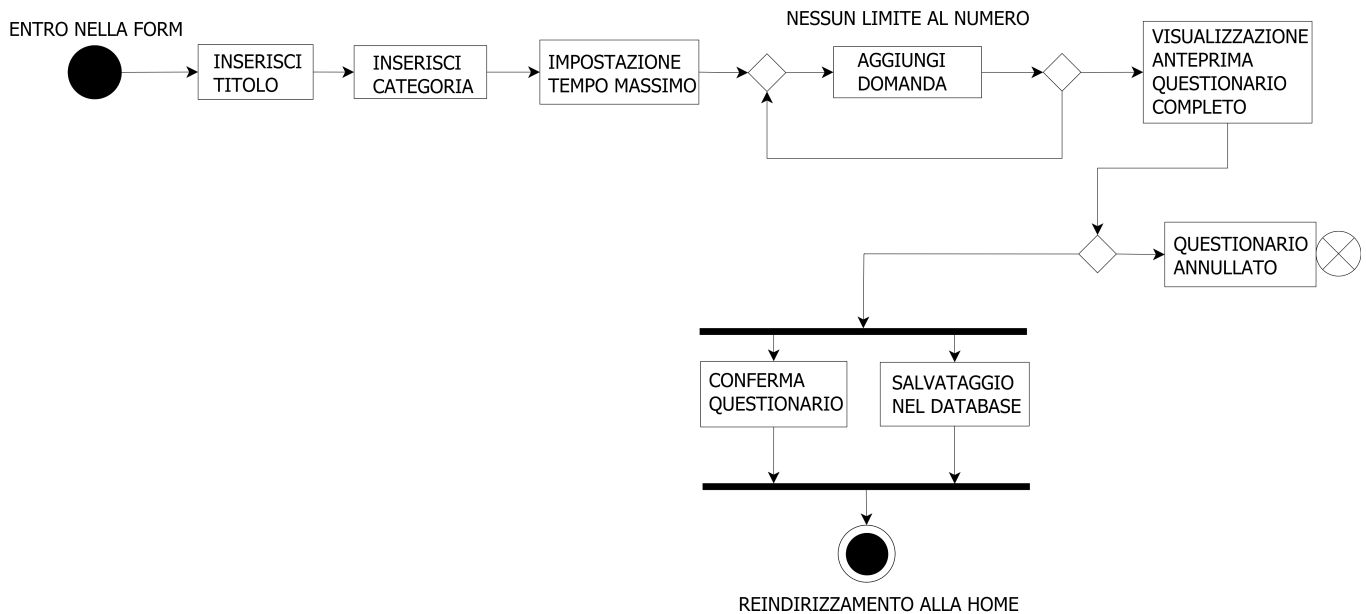 ENTRO NELLA FORM
INSERISCI
TITOLO
INSERISCI
CATEGORIA
IMPOSTAZIONE
TEMPO MASSIMO
NESSUN LIMITE AL NUMERO
AGGIUNGI
DOMANDA
VISUALIZZAZIONE
ANTEPRIMA
QUESTIONARIO
COMPLETO
QUESTIONARIO
ANNULLATO
CONFERMA
QUESTIONARIO
SALVATAGGIO
NEL DATABASE
REINDIRIZZAMENTO ALLA HOME